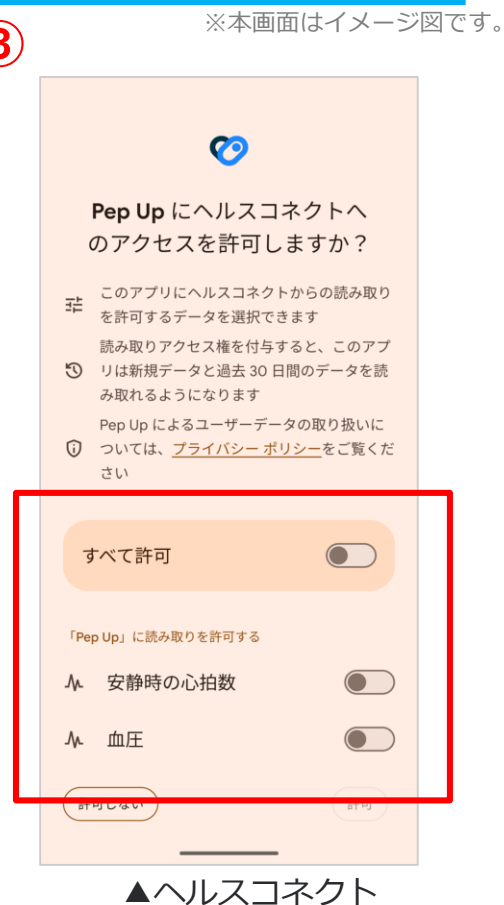 ※本画面はイメージ図です。
③
Pep Up にヘルスコネクトへ
のアクセスを許可しますか？
このアプリにヘルスコネクトからの読み取り
を許可するデータを選択できます
読み取りアクセス権を付与すると、このアプ
リは新規データと過去 30 日間のデータを読
み取れるようになります
Pep Up によるユーザーデータの取り扱いに
ついては、プライバシー ポリシーをご覧くだ
さい
すべて許可
「Pep Up」に読み取りを許可する
安静時の心拍数
血圧
許可しない 許可
▲ヘルスコネクト